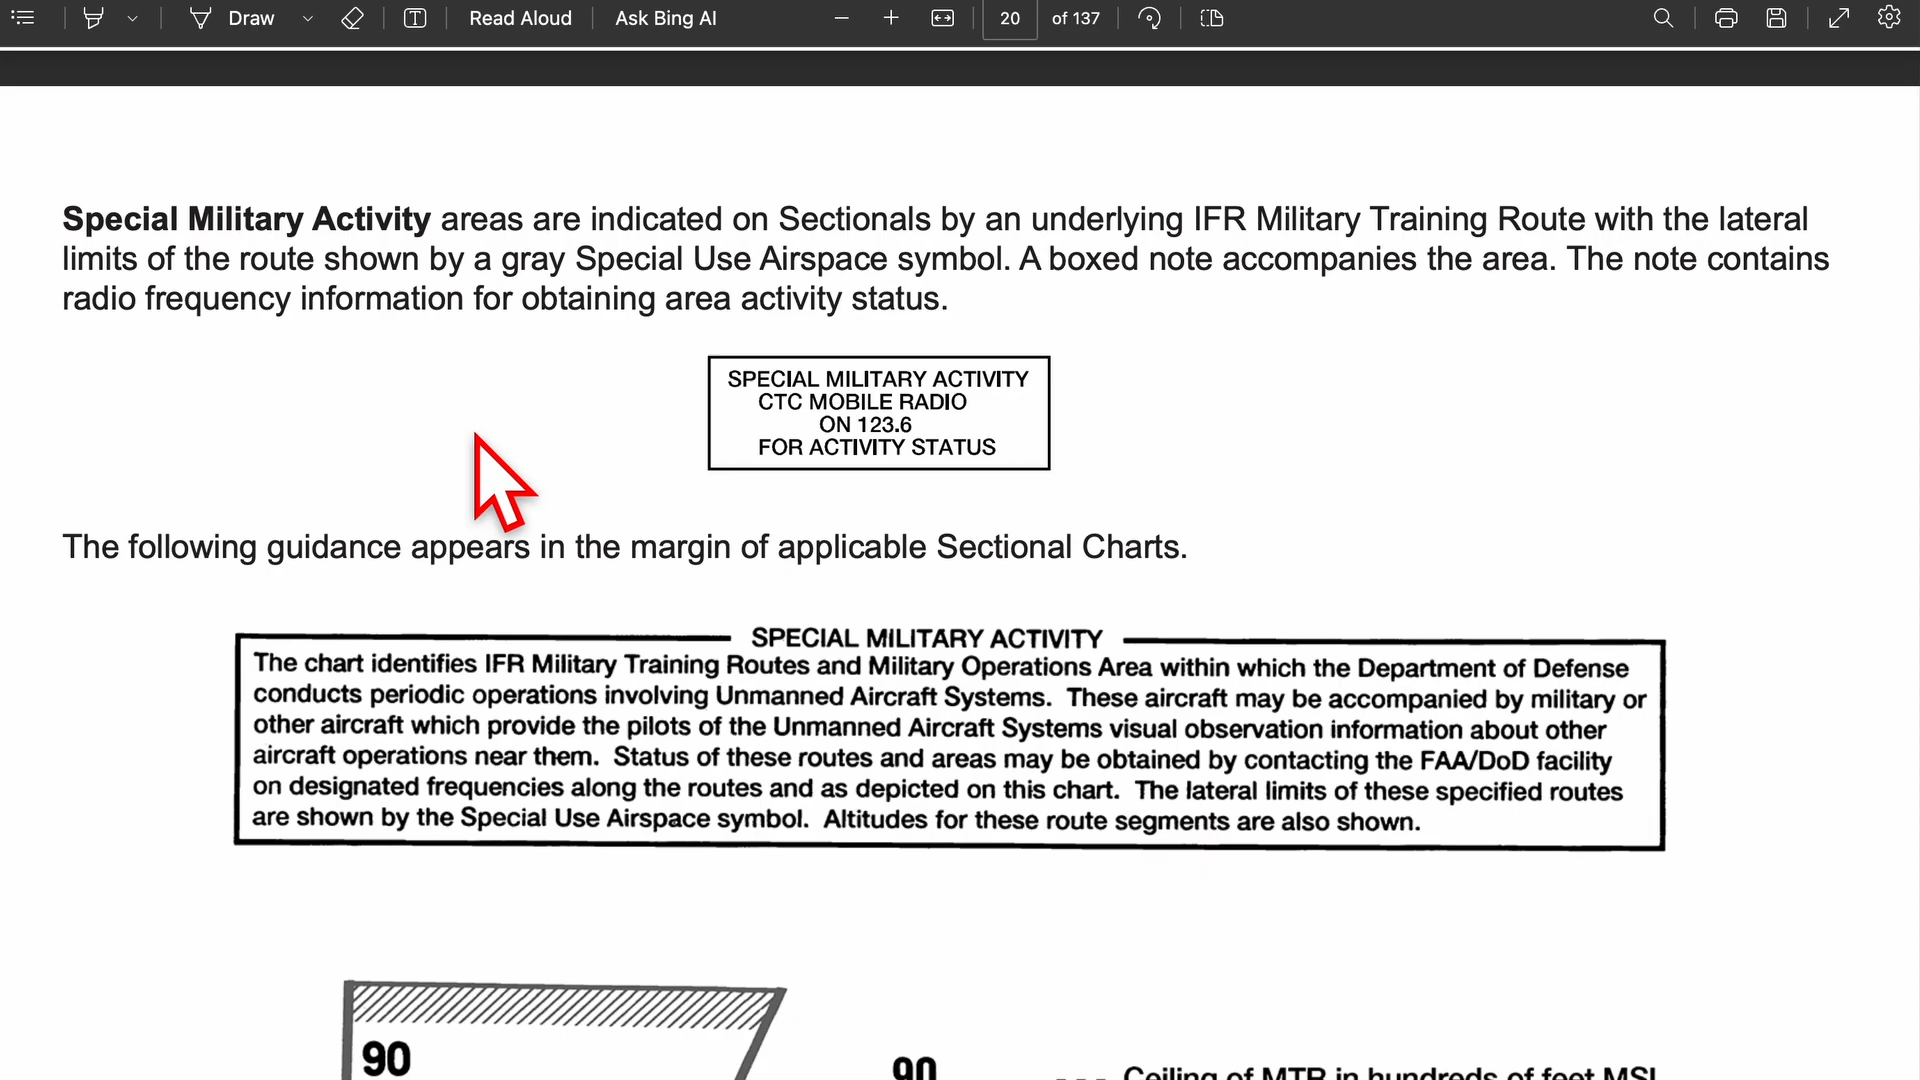 Draw
Read Aloud
Ask Bing AI
20
of 137
Special Military Activity areas are indicated on Sectionals by an underlying IFR Military Training Route with the lateral
limits of the route shown by a gray Special Use Airspace symbol. A boxed note accompanies the area. The note contains
radio frequency information for obtaining area activity status.
SPECIAL MILITARY ACTIVITY
CTC MOBILE RADIO
ON 123.6
FOR ACTIVITY STATUS
The following guidance appears in the margin of applicable Sectional Charts.
SPECIAL MILITARY ACTIVITY
The chart identifies IFR Military Training Routes and Military Operations Area within which the Department of Defense
conducts periodic operations involving Unmanned Aircraft Systems. These aircraft may be accompanied by military or
other aircraft which provide the pilots of the Unmanned Aircraft Systems visual observation information about other
aircraft operations near them. Status of these routes and areas may be obtained by contacting the FAA/DoD facility
on designated frequencies along the routes and as depicted on this chart. The lateral limits of these specified routes
are shown by the Special Use Airspace symbol. Altitudes for these route segments are also shown.
90
90
Ceiling of MTR in hundreds of feet MSL